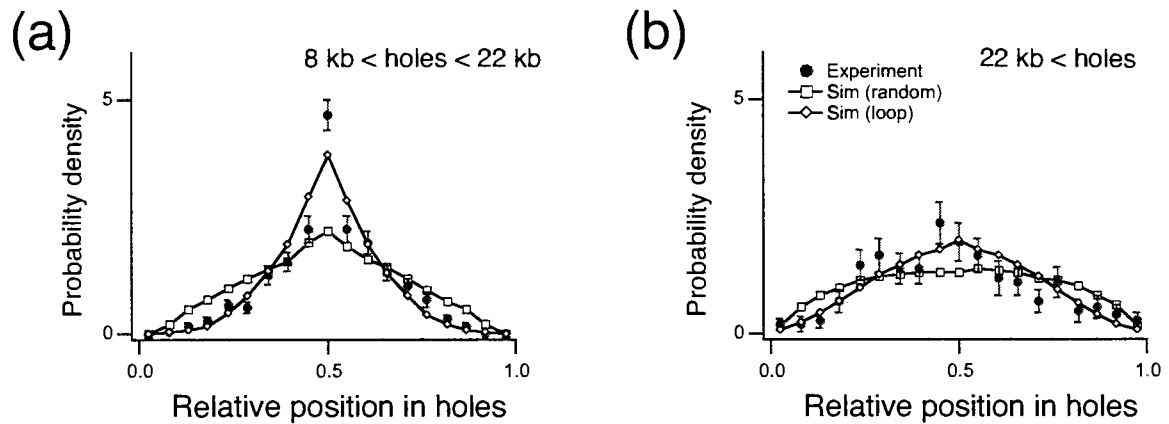 (a)
8 kb < holes < 22 kb
5
0
Probability density
0.0 0.5 1.0
Relative position in holes
(b)
22 kb < holes
Experiment
Sim (random)
Sim (loop)
5
0
Probability density
0.0 0.5 1.0
Relative position in holes